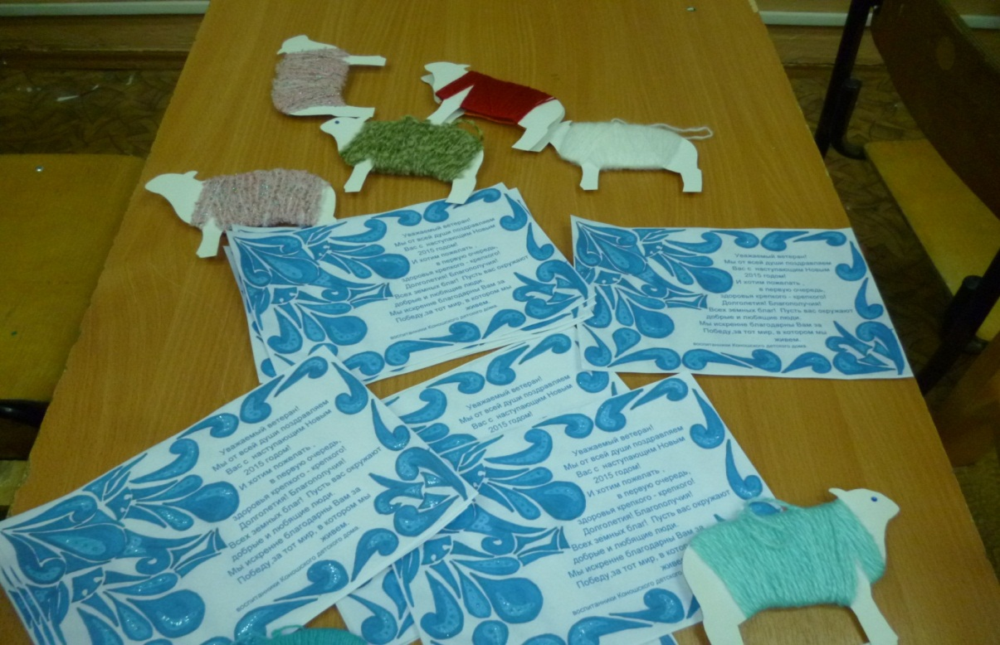 Уважаемый ветеран!
Мы от всей души поздравляем
Вас с наступающим Новым
2015 годом!
И хотим пожелать ,
в первую очередь,
здоровья крепкого - крепкого!
Долголетия! Благополучия!
Всех земных благ! Пусть вас окружают
добрые и любящие люди.
Мы искренне благодарны Вам за
Победу,за тот мир, в котором мы
живем.
воспитанники Коношского детского дома
Уважаемый ветеран!
Мы от всей души поздравляем
Вас с наступающим Новым
2015 годом!
И хотим пожелать ,
в первую очередь,
здоровья крепкого - крепкого!
Долголетия! Благополучия!
Всех земных благ! Пусть вас окружают
добрые и любящие люди.
Мы искренне благодарны Вам за
Победу,за тот мир, в котором мы
живем.
воспитанники Коношского детского дома
Уважаемый ветеран!
Мы от всей души поздравляем
Вас с наступающим Новым
2015 годом!
Уважаемый ветеран!
Мы от всей души поздравляем
Вас с наступающим Новым
2015 годом!
И хотим пожелать ,
в первую очередь,
здоровья крепкого - крепкого!
Долголетия! Благополучия!
Всех земных благ! Пусть вас окружают
добрые и любящие люди.
Мы искренне благодарны Вам за
Победу,за тот мир, в котором мы
живем.
воспитанники Коношского детского дома
Уважаемый ветеран!
Мы от всей души поздравляем
Вас с наступающим Новым
2015 годом!
И хотим пожелать ,
в первую очередь,
здоровья крепкого - крепкого!
Долголетия! Благополучия!
Всех земных благ! Пусть вас окружают
добрые и любящие люди.
Мы искренне благодарны Вам за
Победу,за тот мир, в
воспитанники Коношского детского